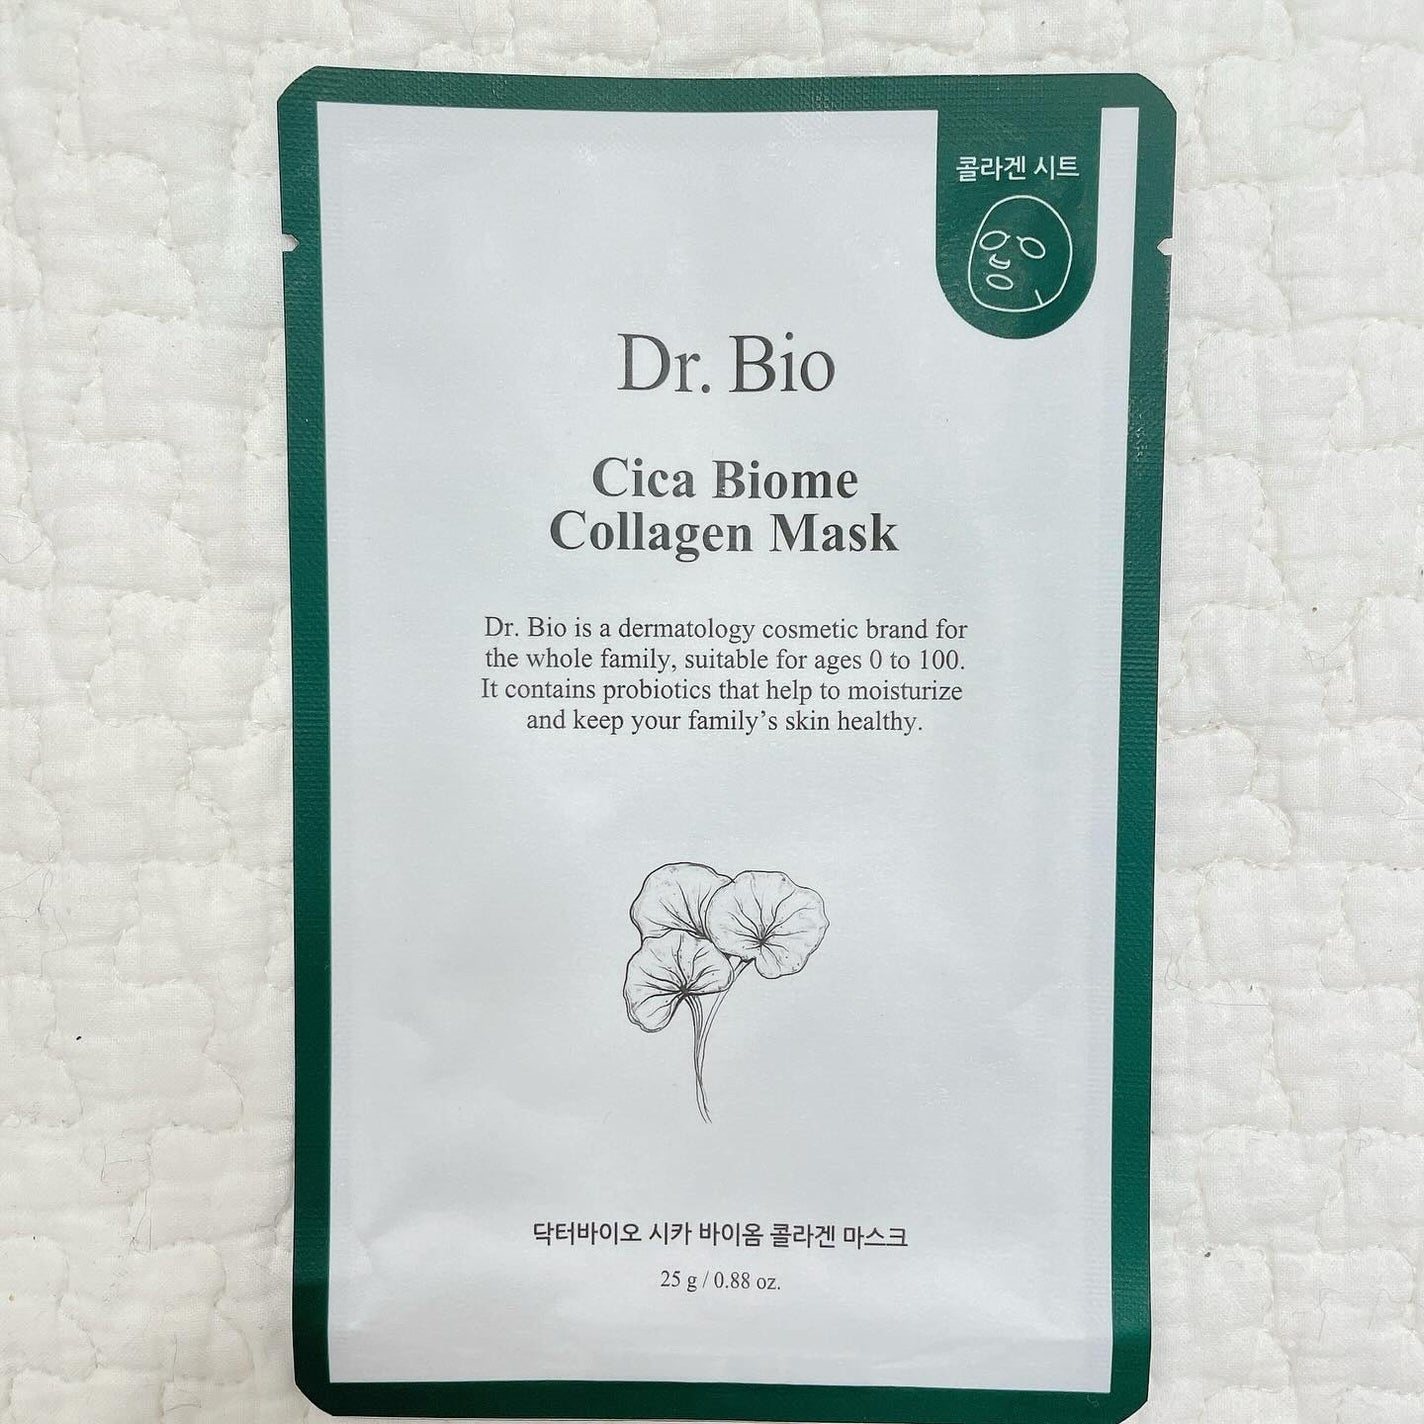 콜라겐 시트
Dr. Bio
Cica Biome
Collagen Mask
Dr. Bio is a dermatology cosmetic brand for
the whole family, suitable for ages 0 to 100.
It contains probiotics that help to moisturize
and keep your family’s skin healthy.
닥터바이오 시카 바이옴 콜라겐 마스크
25 g / 0.88 oz.